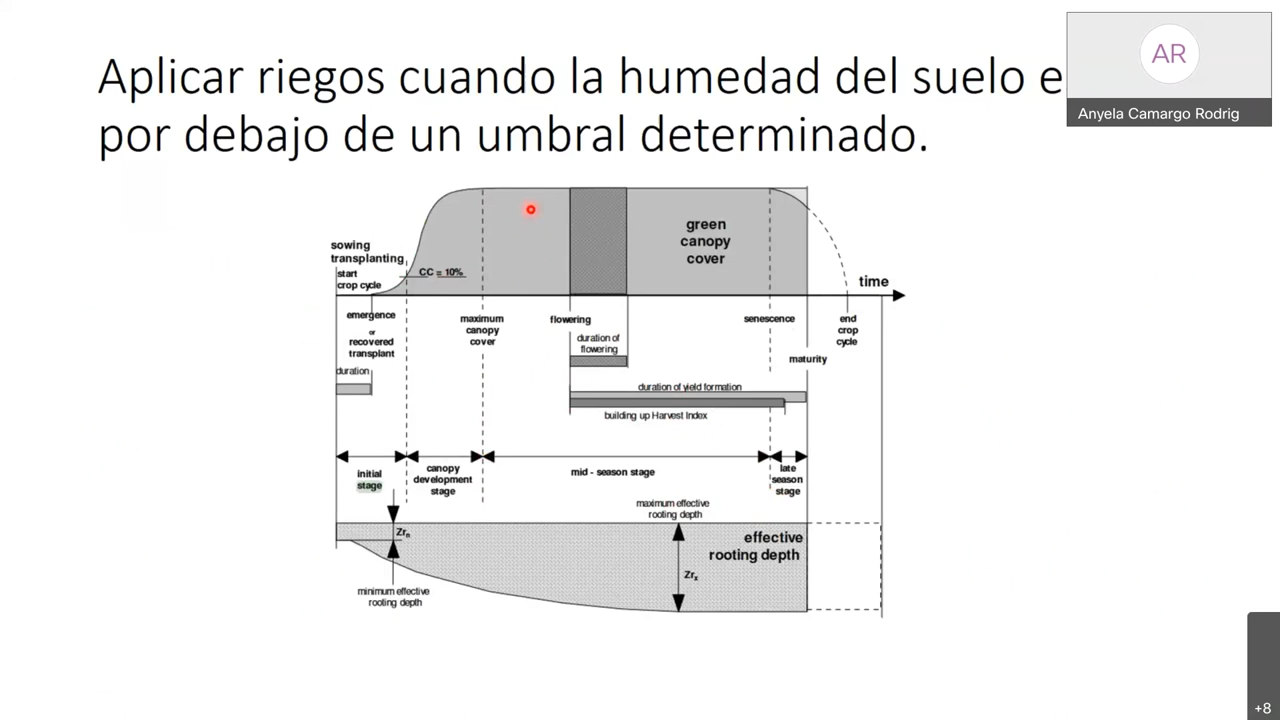 Aplicar riegos cuando la humedad del suelo e
por debajo de un umbral determinado.
AR
Anyela Camargo Rodrig
sowing
transplanting
start
crop cycle
CC = 10%
green
canopy
cover
time
emergence
or
recovered
transplant
maximum
canopy
cover
flowering
duration of
flowering
senescence
end
crop
cycle
maturity
duration
duration of yield formation
building up Harvest Index
initial
stage
canopy
development
stage
mid - season stage
late
season
stage
maximum effective
rooting depth
Zrn
effective
rooting depth
Zrx
minimum effective
rooting depth
+8